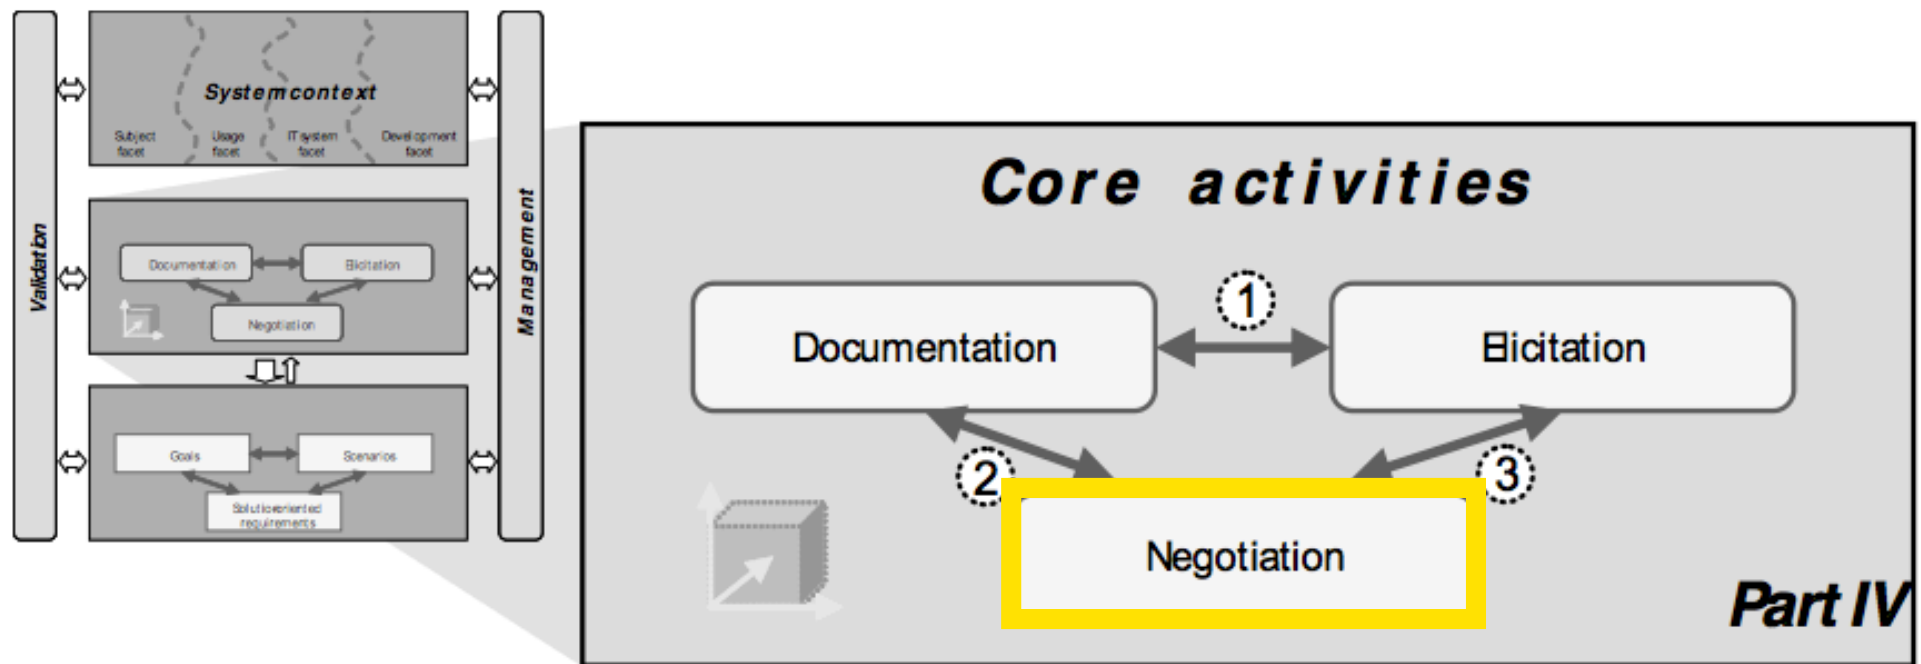 Validation
System context
Subject facet
Usage facet
IT system facet
Development facet
Documentation
Elicitation
Negotiation
Goals
Scenarios
Solution-oriented
requirements
Management
Core activities
1
Documentation
Elicitation
2
3
Negotiation
Part IV